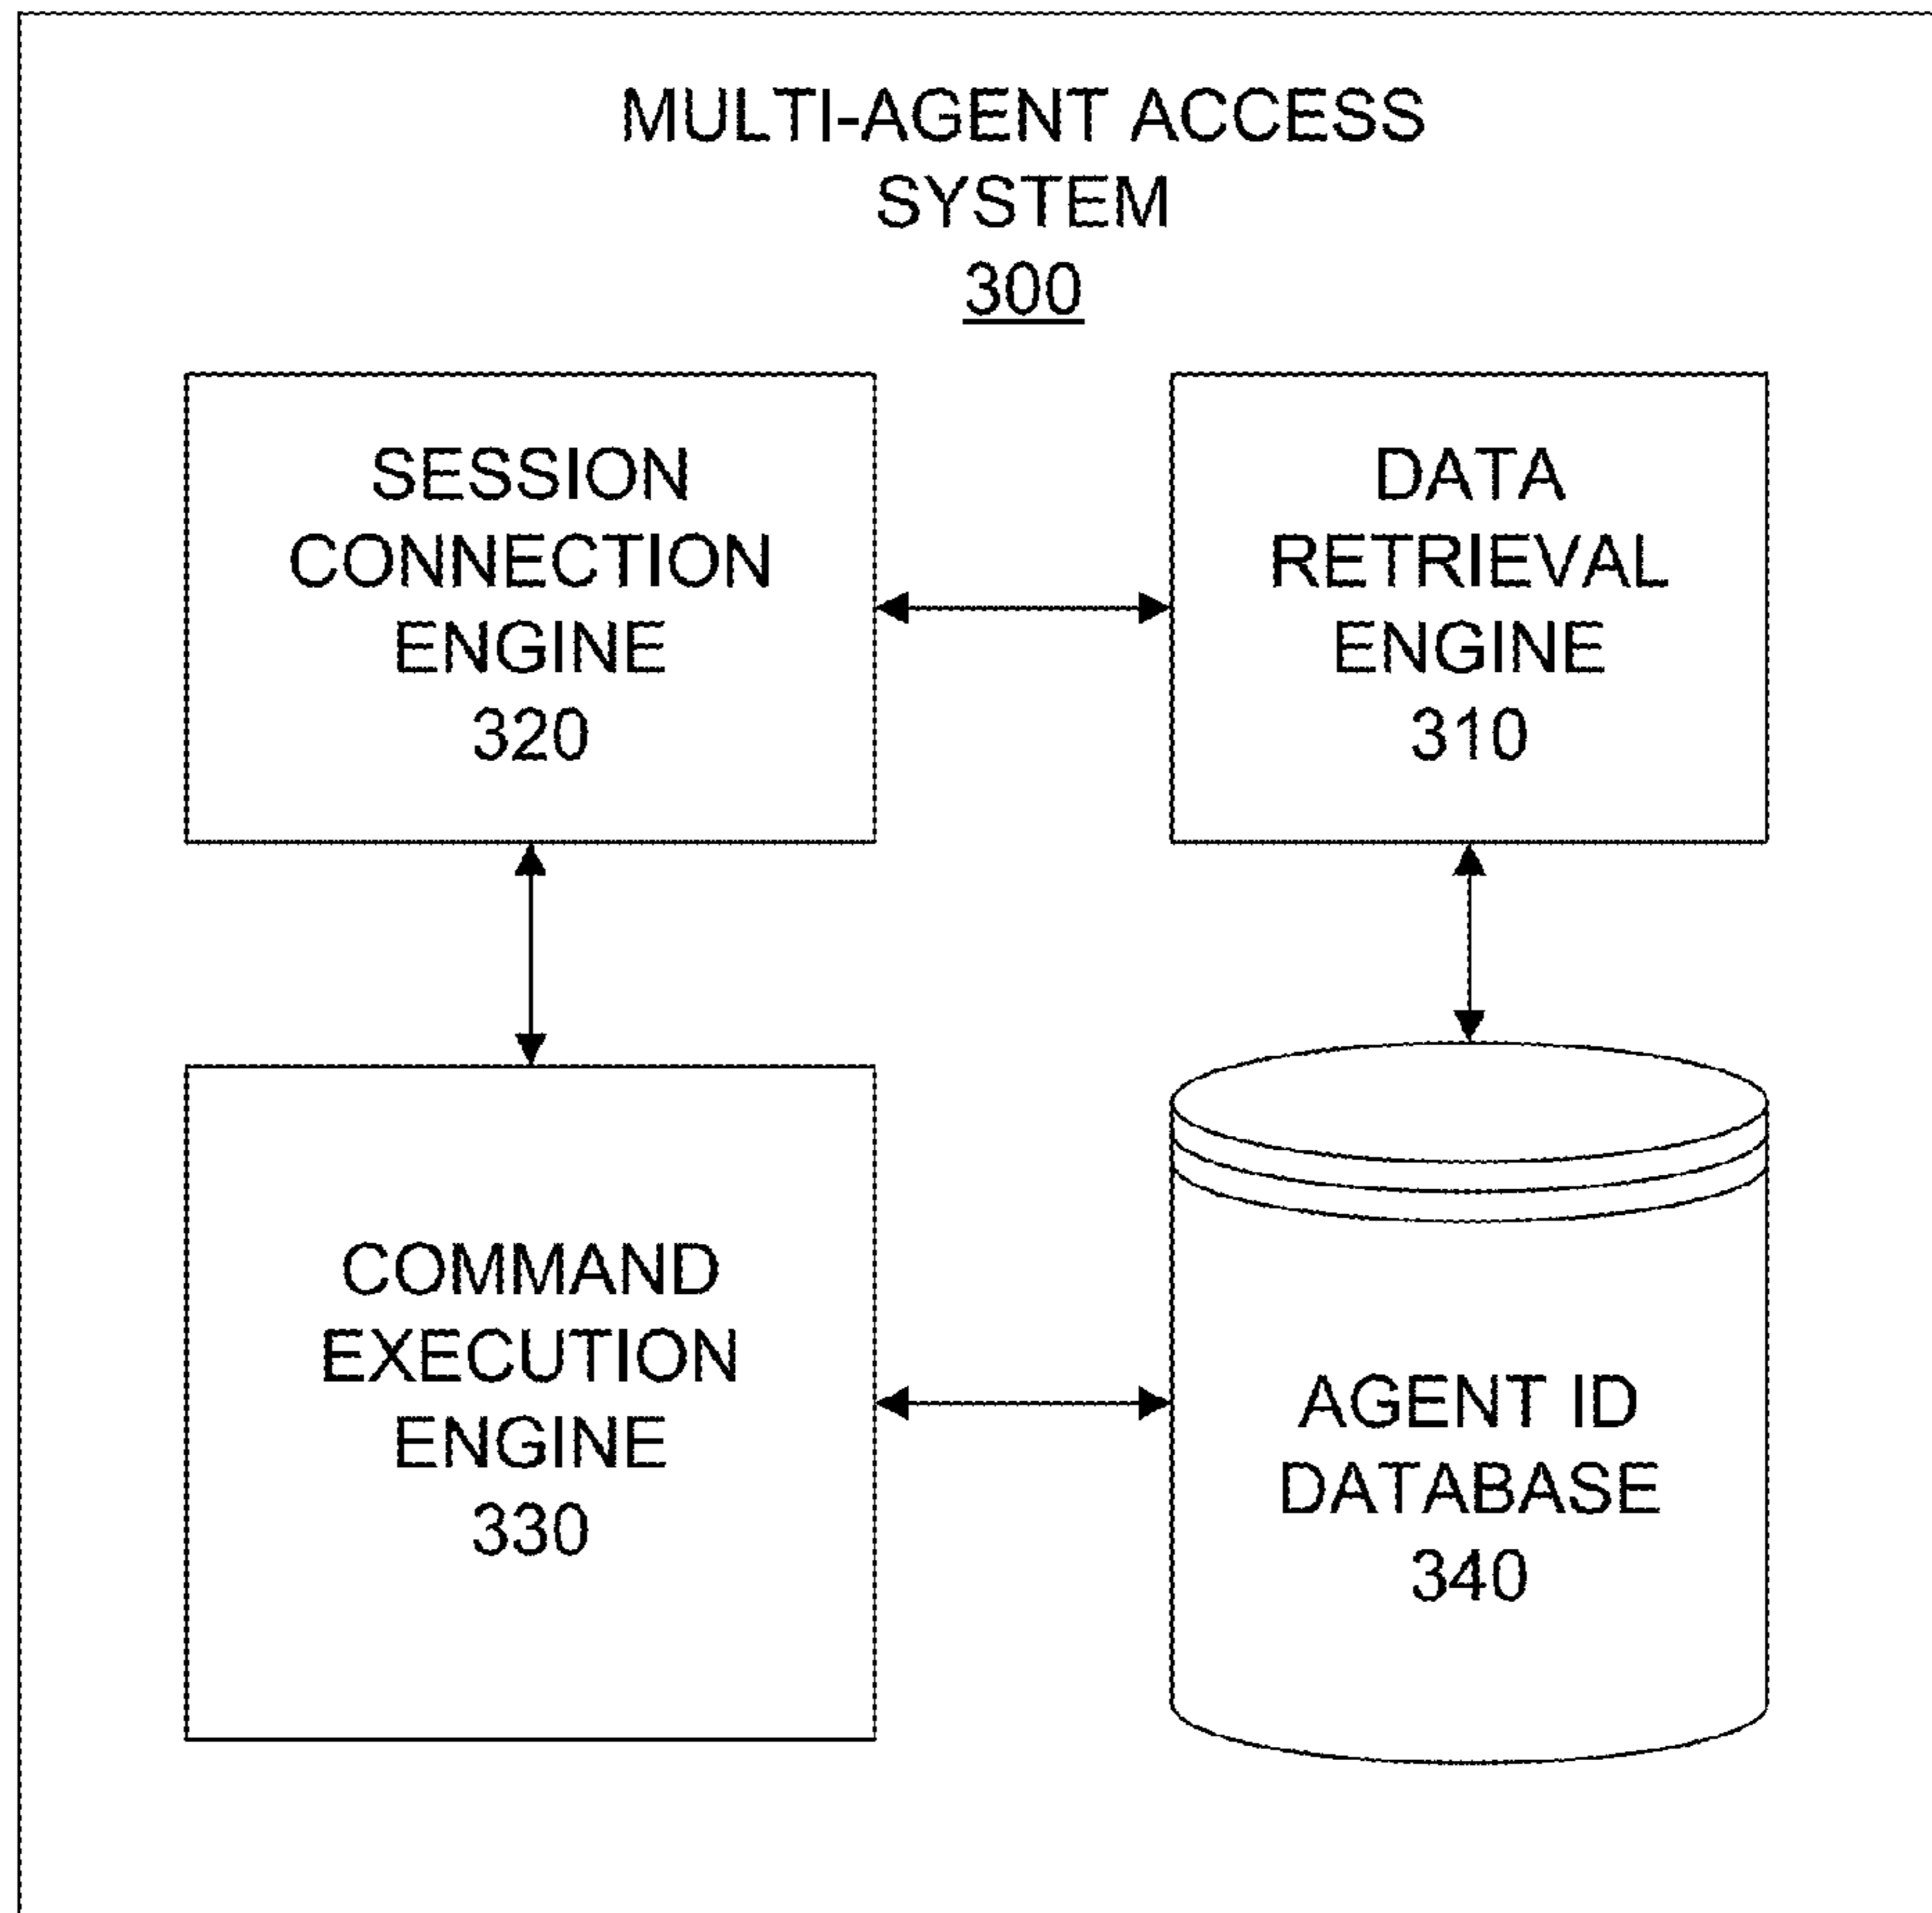 MULTI-AGENT ACCESS
SYSTEM
300
SESSION
CONNECTION
ENGINE
320
DATA
RETRIEVAL
ENGINE
310
COMMAND
EXECUTION
ENGINE
330
AGENT ID
DATABASE
340